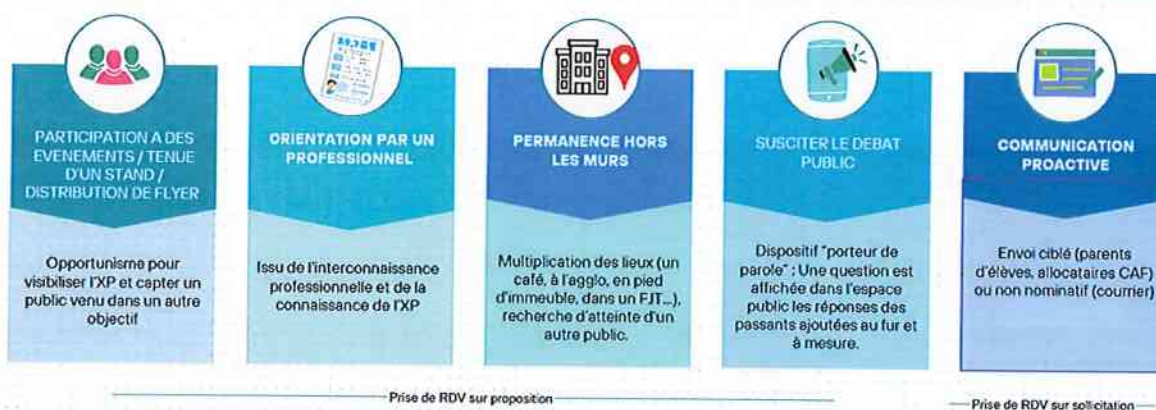 PARTICIPATION A DES
EVENEMENTS / TENUE
D'UN STAND /
DISTRIBUTION DE FLYER
Opportunisme pour
visibiliser l'XP et capter un
public venu dans un autre
objectif
ORIENTATION PAR UN
PROFESSIONNEL
Issu de l'interconnaissance
professionnelle et de la
connaissance de l'XP
PERMANENCE HORS
LES MURS
Multiplication des lieux (un
café, à l'agglo, en pied
d'immeuble, dans un FJT...),
recherche d'atteinte d'un
autre public.
SUSCITER LE DEBAT
PUBLIC
Dispositif "porteur de
parole" : Une question est
affichée dans l'espace
public les réponses des
passants ajoutées au fur et
à mesure.
COMMUNICATION
PROACTIVE
Envoi ciblé (parents
d'élèves, allocataires CAF)
ou non nominatif (courrier)
Prise de RDV sur proposition
Prise de RDV sur sollicitation